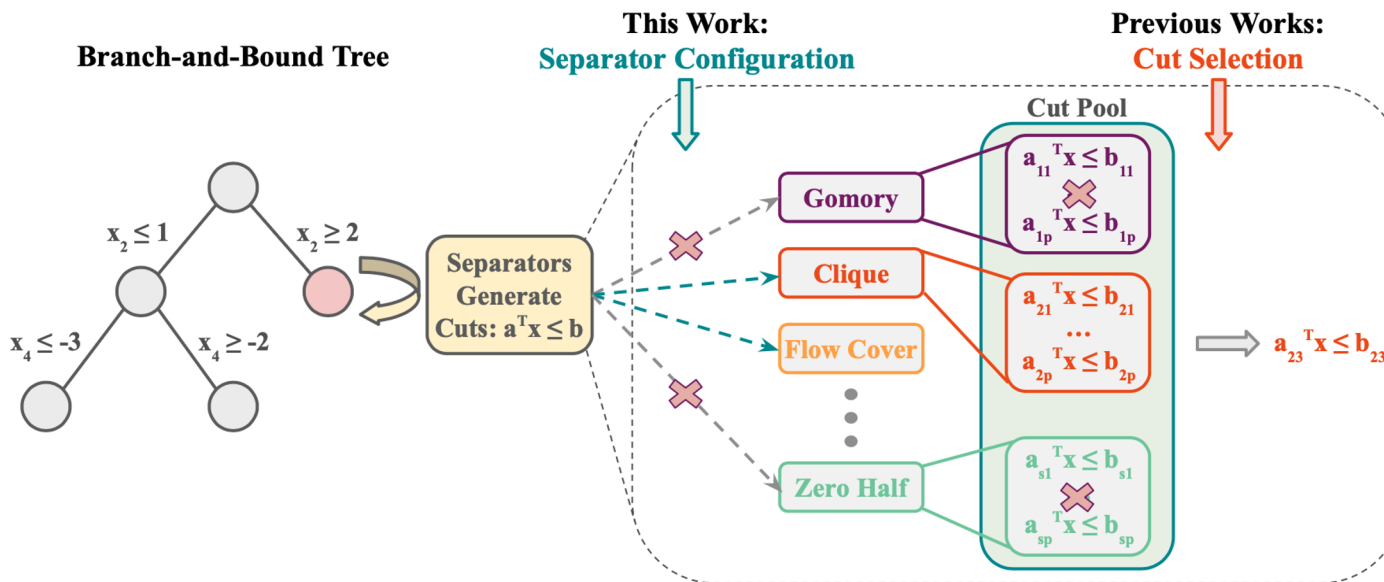 This Work:
Separator Configuration
Previous Works:
Cut Selection
Branch-and-Bound Tree
x₂ ≤ 1
x₂ ≥ 2
x₄ ≤ -3
x₄ ≥ -2
Separators
Generate
Cuts: aᵀx ≤ b
Gomory
Clique
Flow Cover
Zero Half
Cut Pool
a₁₁ᵀx ≤ b₁₁
a₁ₚᵀx ≤ b₁ₚ
a₂₁ᵀx ≤ b₂₁
...
a₂ₚᵀx ≤ b₂ₚ
aₛ₁ᵀx ≤ bₛ₁
aₛₚᵀx ≤ bₛₚ
a₂₃ᵀx ≤ b₂₃